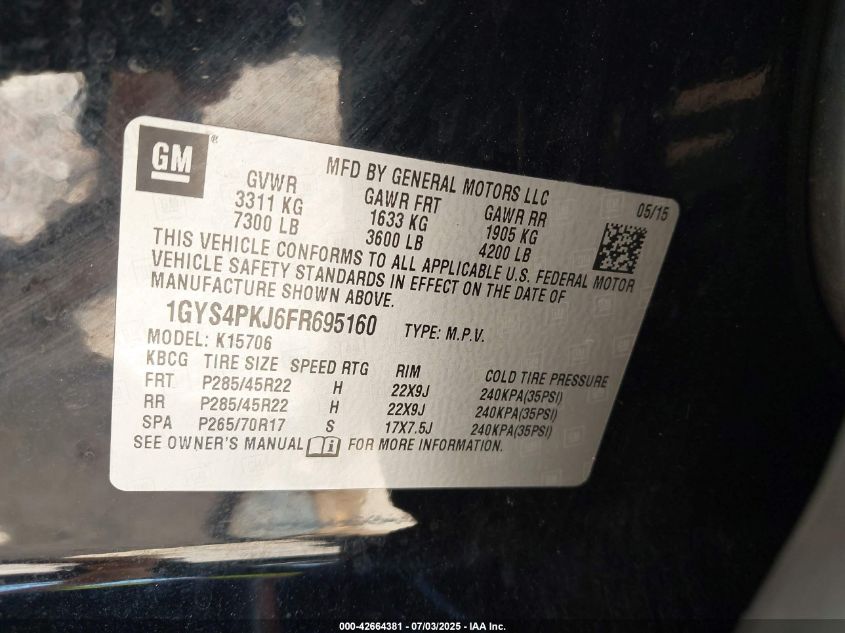 GM®
MFD BY GENERAL MOTORS LLC
05/15
GVWR GAWR FRT GAWR RR
3311 KG 1633 KG 1905 KG
7300 LB 3600 LB 4200 LB
THIS VEHICLE CONFORMS TO ALL APPLICABLE U.S. FEDERAL MOTOR
VEHICLE SAFETY STANDARDS IN EFFECT ON THE DATE OF
MANUFACTURE SHOWN ABOVE.
1GYS4PKJ6FR695160 TYPE: M.P.V.
MODEL: K15706
KBCG TIRE SIZE SPEED RTG RIM COLD TIRE PRESSURE
FRT P285/45R22 H 22X9J 240KPA(35PSI)
RR P285/45R22 H 22X9J 240KPA(35PSI)
SPA P265/70R17 S 17X7.5J 240KPA(35PSI)
SEE OWNER'S MANUAL FOR MORE INFORMATION.
000-42664381 - 07/03/2025 - IAA Inc.